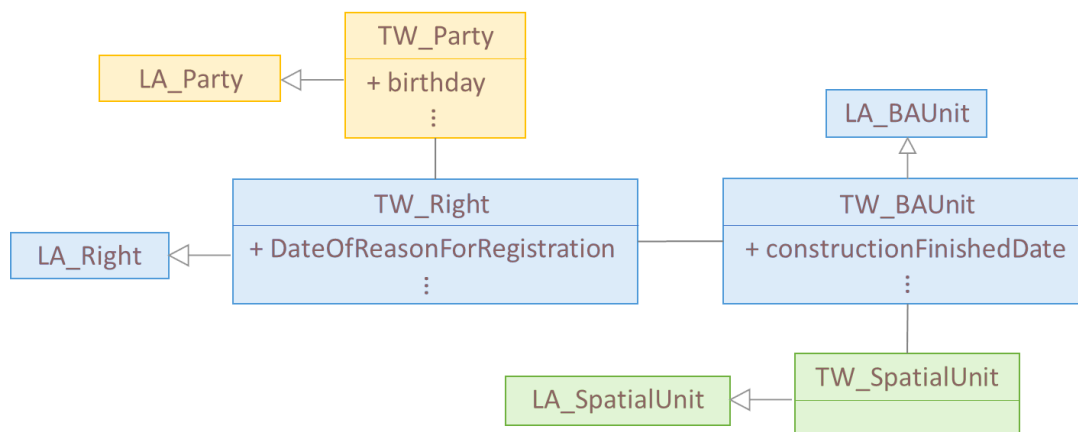 TW_Party
LA_Party
+ birthday
⋮
LA_BAUnit
TW_Right
TW_BAUnit
LA_Right
+ DateOfReasonForRegistration
+ constructionFinishedDate
⋮
⋮
TW_SpatialUnit
LA_SpatialUnit